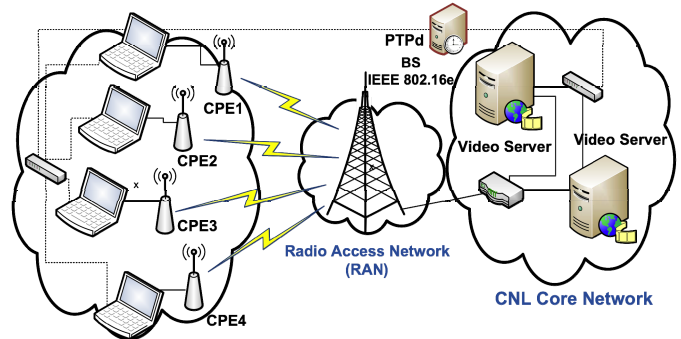 PTPd
BS
IEEE 802.16e
CPE1
CPE2
x
CPE3
CPE4
x
Radio Access Network
(RAN)
Video Server
Video Server
CNL Core Network